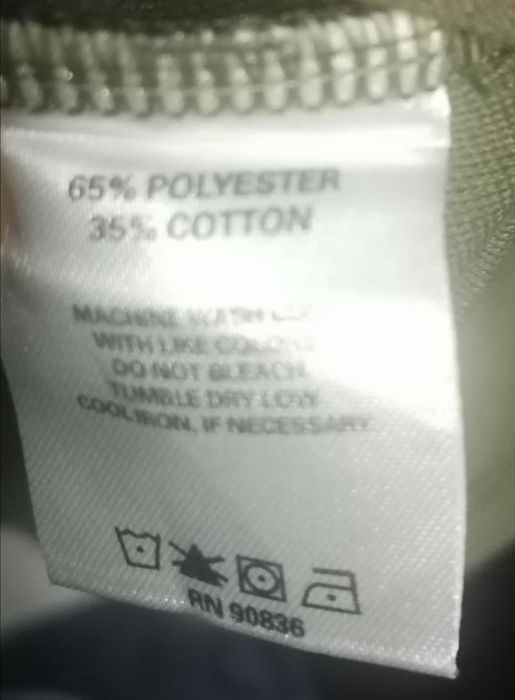 65% POLYESTER
35% COTTON
MACHINE WASH
WITH LIKE COLORS
DO NOT BLEACH
TUMBLE DRY LOW
COOL IRON, IF NECESSARY
RN 90836